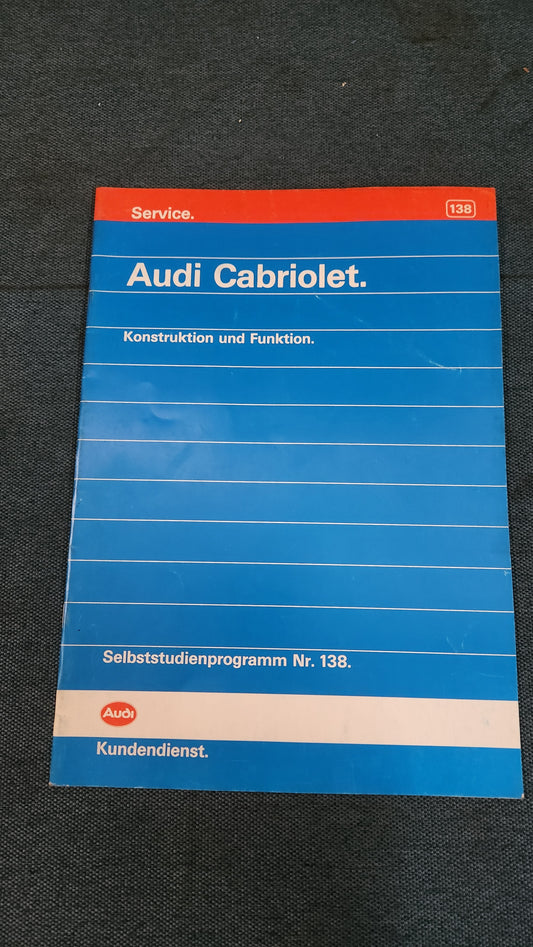 Service.
138
Audi Cabriolet.
Konstruktion und Funktion.
Selbststudienprogramm Nr. 138.
Audi
Kundendienst.